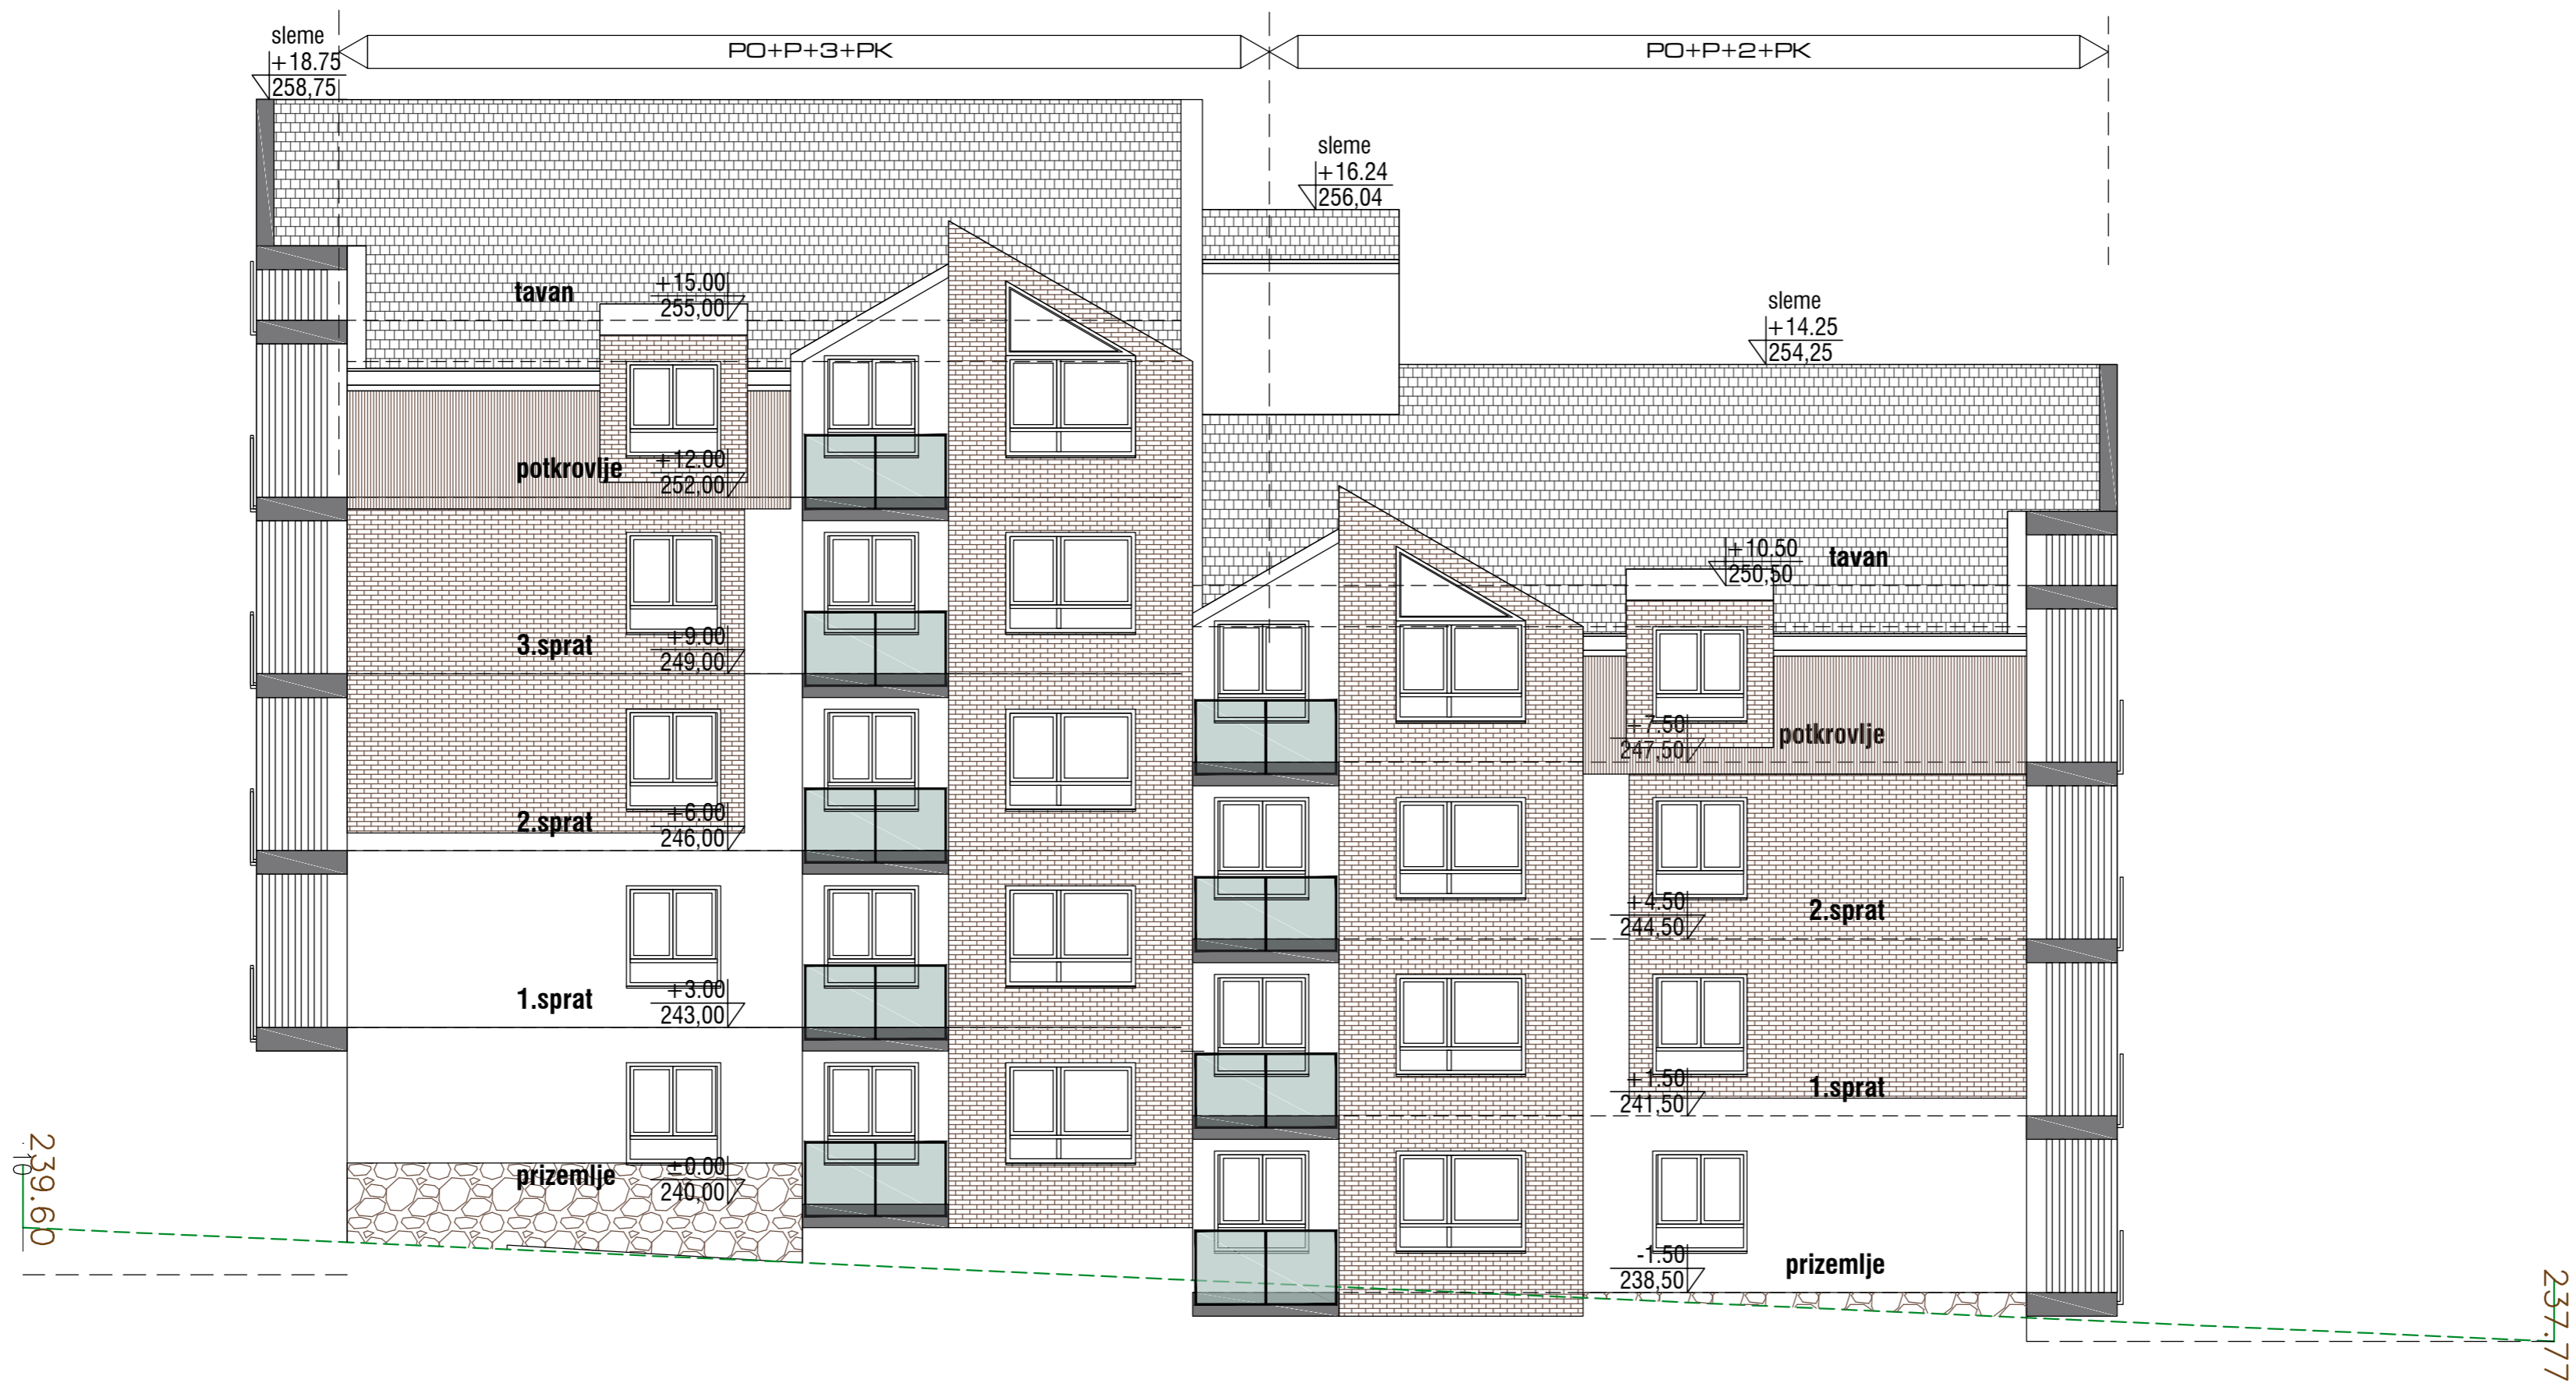 PO+P+3+PK
PO+P+2+PK
sleme
+18.75
258,75
sleme
+16.24
256,04
sleme
+14.25
254,25
tavan
+15.00
255,00
potkrovlje
+12.00
252,00
3.sprat
+9.00
249,00
2.sprat
+6.00
246,00
1.sprat
+3.00
243,00
prizemlje
±0.00
240,00
+10.50
250,50
tavan
+7.50
247,50
potkrovlje
+4.50
244,50
2.sprat
+1.50
241,50
1.sprat
-1.50
238,50
prizemlje
239.60
237.77